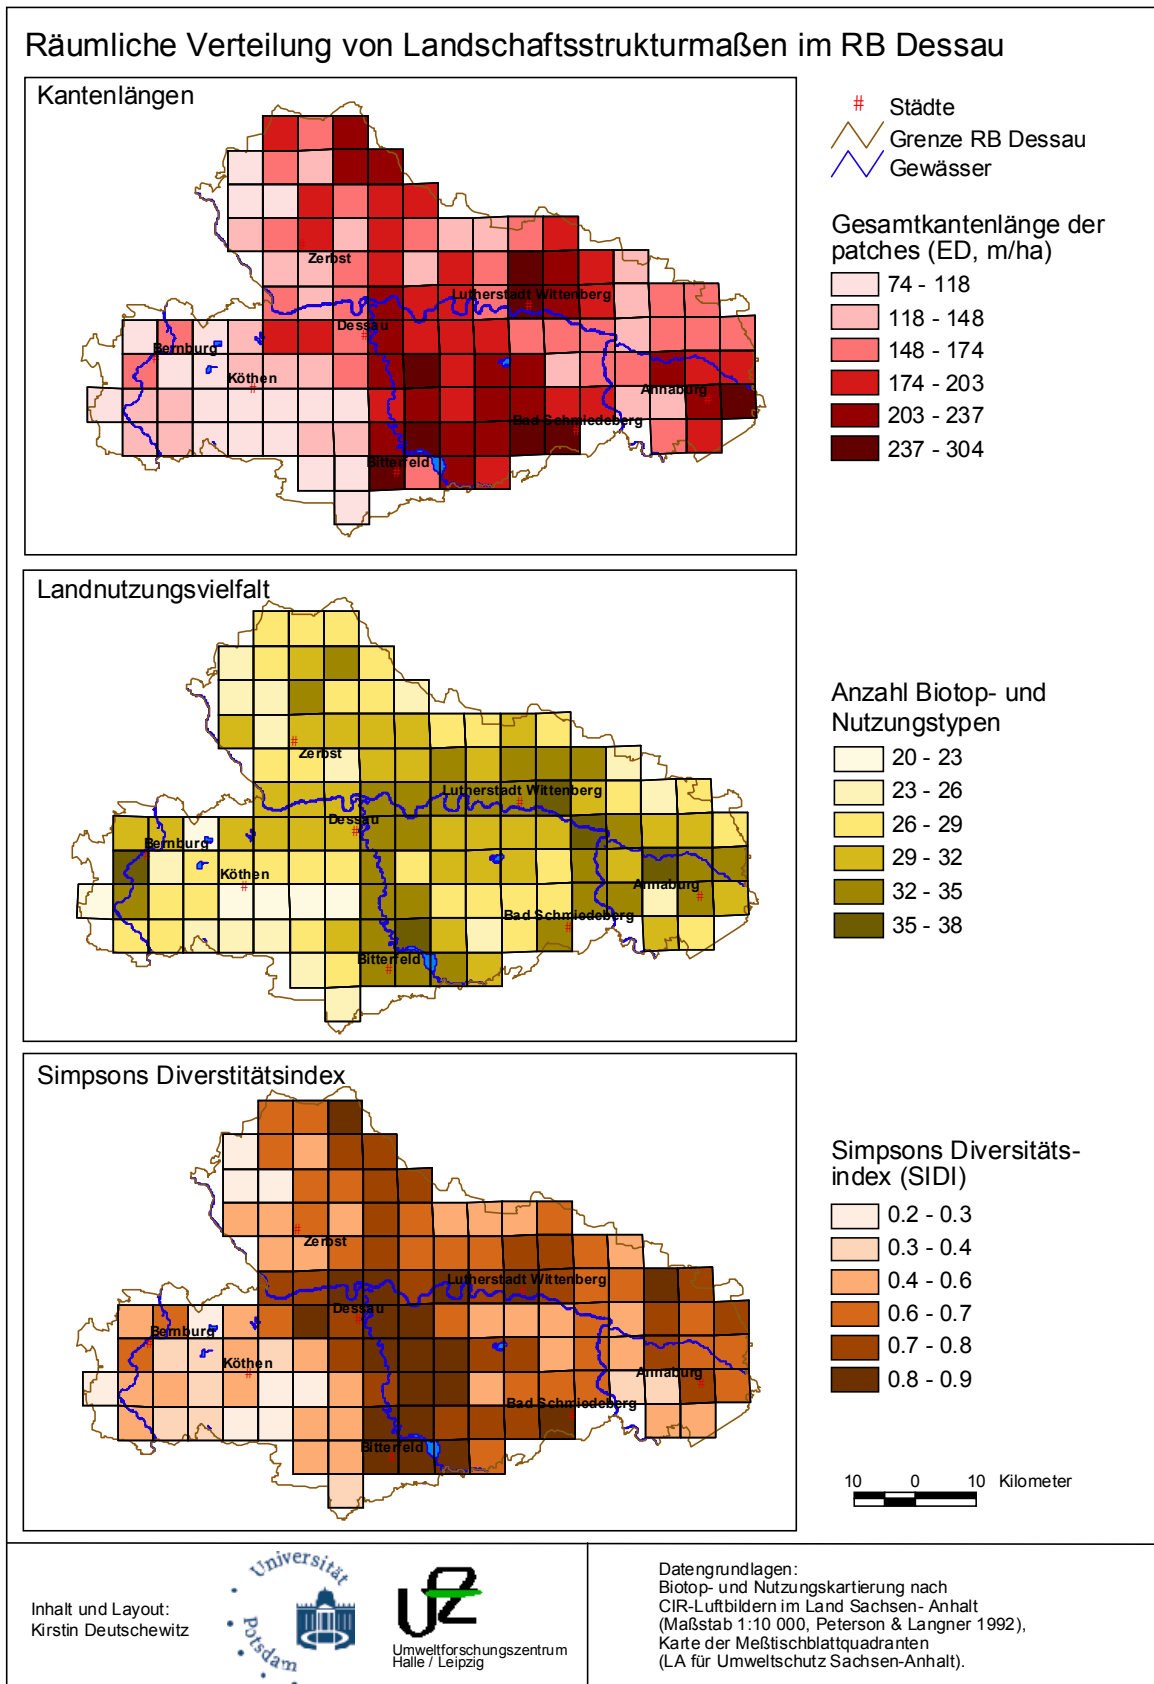 Räumliche Verteilung von Landschaftsstrukturmaßen im RB Dessau
Kantenlängen
Zerbst
Lutherstadt Wittenberg
Dessau
Bernburg
Köthen
Annaburg
Bad Schmiedeberg
Bitterfeld
# Städte
Grenze RB Dessau
Gewässer
Gesamtkantenlänge der
patches (ED, m/ha)
74 - 118
118 - 148
148 - 174
174 - 203
203 - 237
237 - 304
Landnutzungsvielfalt
Zerbst
Lutherstadt Wittenberg
Dessau
Bernburg
Köthen
Annaburg
Bad Schmiedeberg
Bitterfeld
Anzahl Biotop- und
Nutzungstypen
20 - 23
23 - 26
26 - 29
29 - 32
32 - 35
35 - 38
Simpsons Diverstitätsindex
Zerbst
Lutherstadt Wittenberg
Dessau
Bernburg
Köthen
Annaburg
Bad Schmiedeberg
Bitterfeld
Simpsons Diversitäts-
index (SIDI)
0.2 - 0.3
0.3 - 0.4
0.4 - 0.6
0.6 - 0.7
0.7 - 0.8
0.8 - 0.9
10 0 10 Kilometer
Inhalt und Layout:
Kirstin Deutschewitz
Universität
Potsdam
UFZ
Umweltforschungszentrum
Halle / Leipzig
Datengrundlagen:
Biotop- und Nutzungskartierung nach
CIR-Luftbildern im Land Sachsen- Anhalt
(Maßstab 1:10 000, Peterson & Langner 1992),
Karte der Meßtischblattquadranten
(LA für Umweltschutz Sachsen-Anhalt).